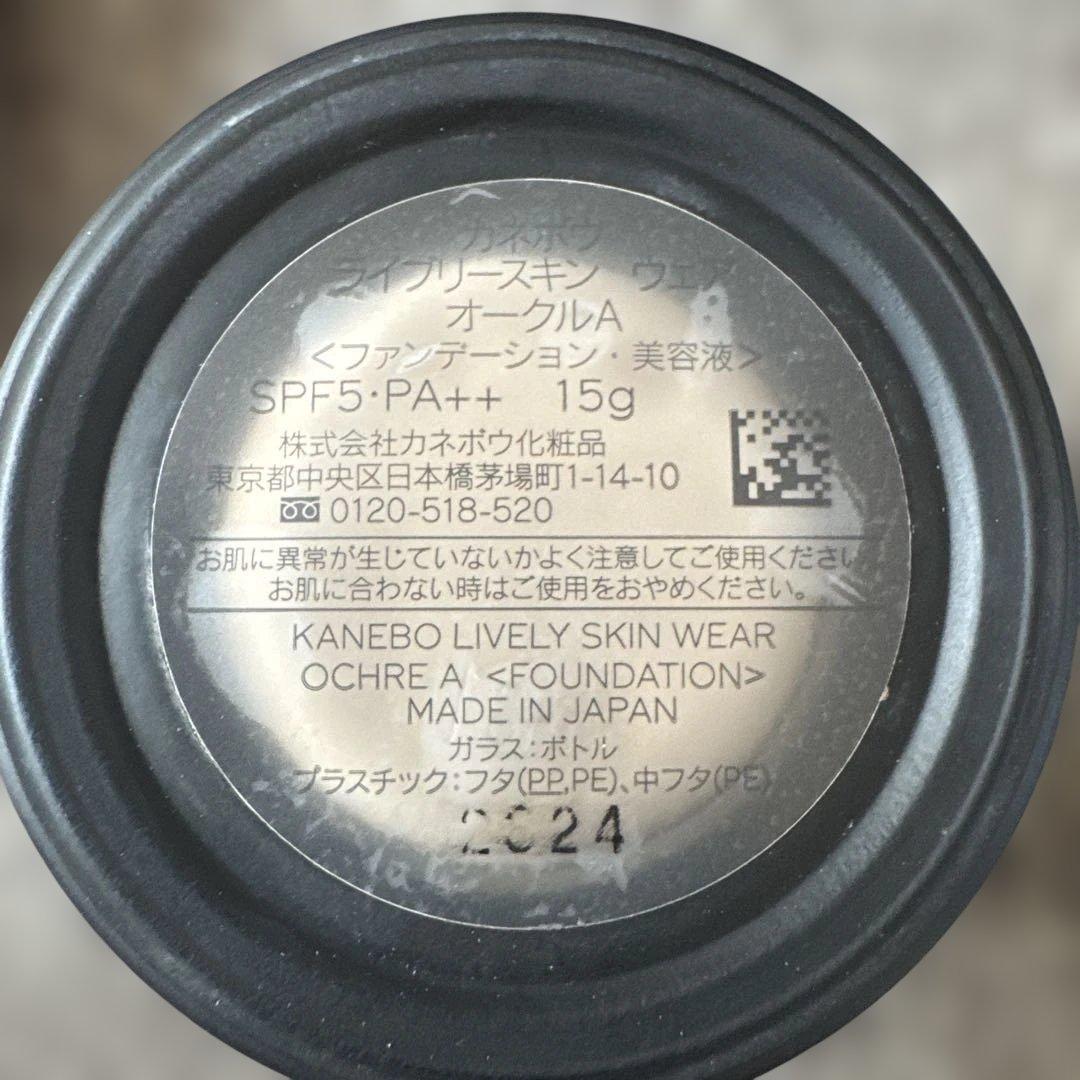 カネボウ
ライブリースキン ウエア
オークルA
<ファンデーション・美容液>
SPF5・PA++ 15g
株式会社カネボウ化粧品
東京都中央区日本橋茅場町1-14-10
0120-518-520
お肌に異常が生じていないかよく注意してご使用ください
お肌に合わない時はご使用をおやめください。
KANEBO LIVELY SKIN WEAR
OCHRE A <FOUNDATION>
MADE IN JAPAN
ガラス:ボトル
プラスチック:フタ(PP,PE)、中フタ(PE)